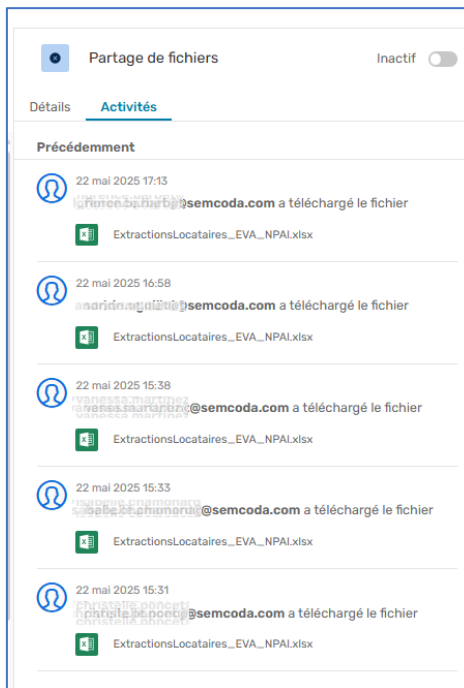 Partage de fichiers Inactif
Détails Activités
Précédemment
22 mai 2025 17:13
@semcoda.com a téléchargé le fichier
ExtractionsLocataires_EVA_NPAI.xlsx
22 mai 2025 16:58
@semcoda.com a téléchargé le fichier
ExtractionsLocataires_EVA_NPAI.xlsx
22 mai 2025 15:38
@semcoda.com a téléchargé le fichier
ExtractionsLocataires_EVA_NPAI.xlsx
22 mai 2025 15:33
@semcoda.com a téléchargé le fichier
ExtractionsLocataires_EVA_NPAI.xlsx
22 mai 2025 15:31
@semcoda.com a téléchargé le fichier
ExtractionsLocataires_EVA_NPAI.xlsx